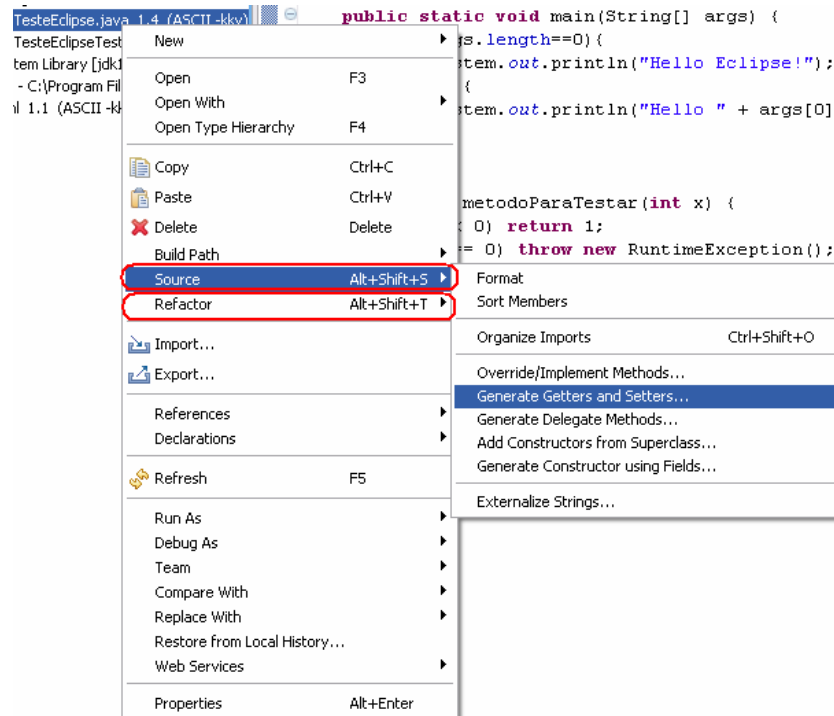 TesteEclipse.java 1.4 (ASCII -kkv)
TesteEclipseTest
tem Library [jdk1
- C:\Program Fil
l 1.1 (ASCII -kk
public static void main(String[] args) {
gs.length==0){
stem.out.println("Hello Eclipse!");
{
stem.out.println("Hello " + args[0]
metodoParaTestar(int x) {
0) return 1;
== 0) throw new RuntimeException();
New
Open F3
Open With
Open Type Hierarchy F4
Copy Ctrl+C
Paste Ctrl+V
Delete Delete
Build Path
Source Alt+Shift+S
Refactor Alt+Shift+T
Import...
Export...
References
Declarations
Refresh F5
Run As
Debug As
Team
Compare With
Replace With
Restore from Local History...
Web Services
Properties Alt+Enter
Format
Sort Members
Organize Imports Ctrl+Shift+O
Override/Implement Methods...
Generate Getters and Setters...
Generate Delegate Methods...
Add Constructors from Superclass...
Generate Constructor using Fields...
Externalize Strings...